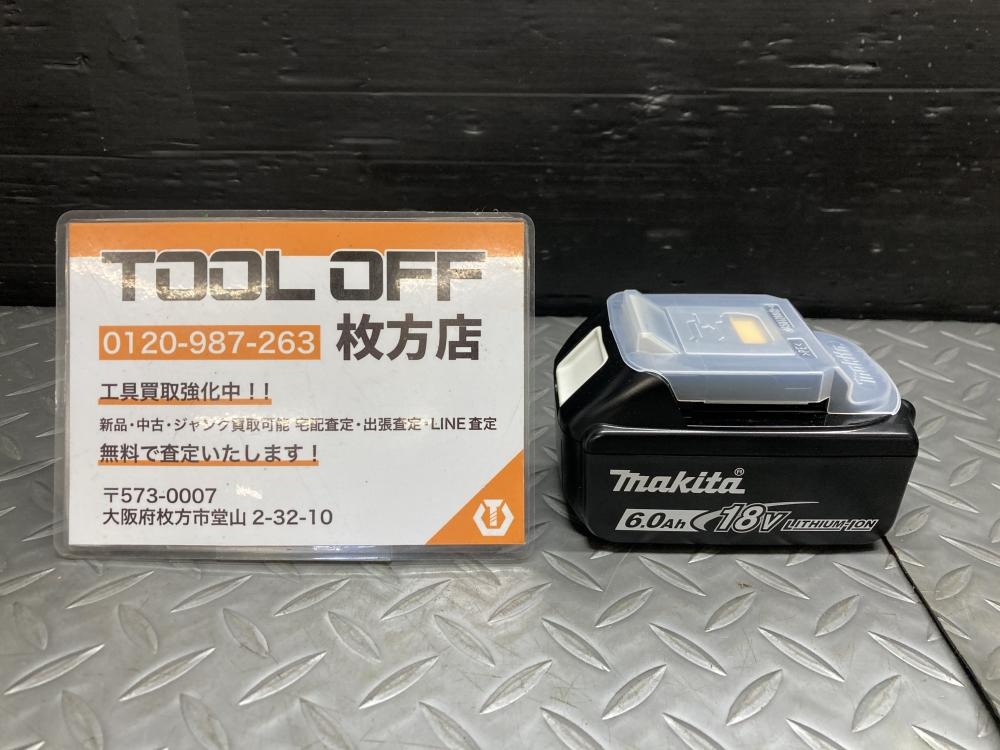 TOOL OFF
0120-987-263 枚方店
工具買取強化中！！
新品・中古・ジャンク買取可能 宅配査定・出張査定・LINE査定
無料で査定いたします！
〒573-0007
大阪府枚方市堂山 2-32-10
makita
makita®
6.0Ah 18V LITHIUM-ION